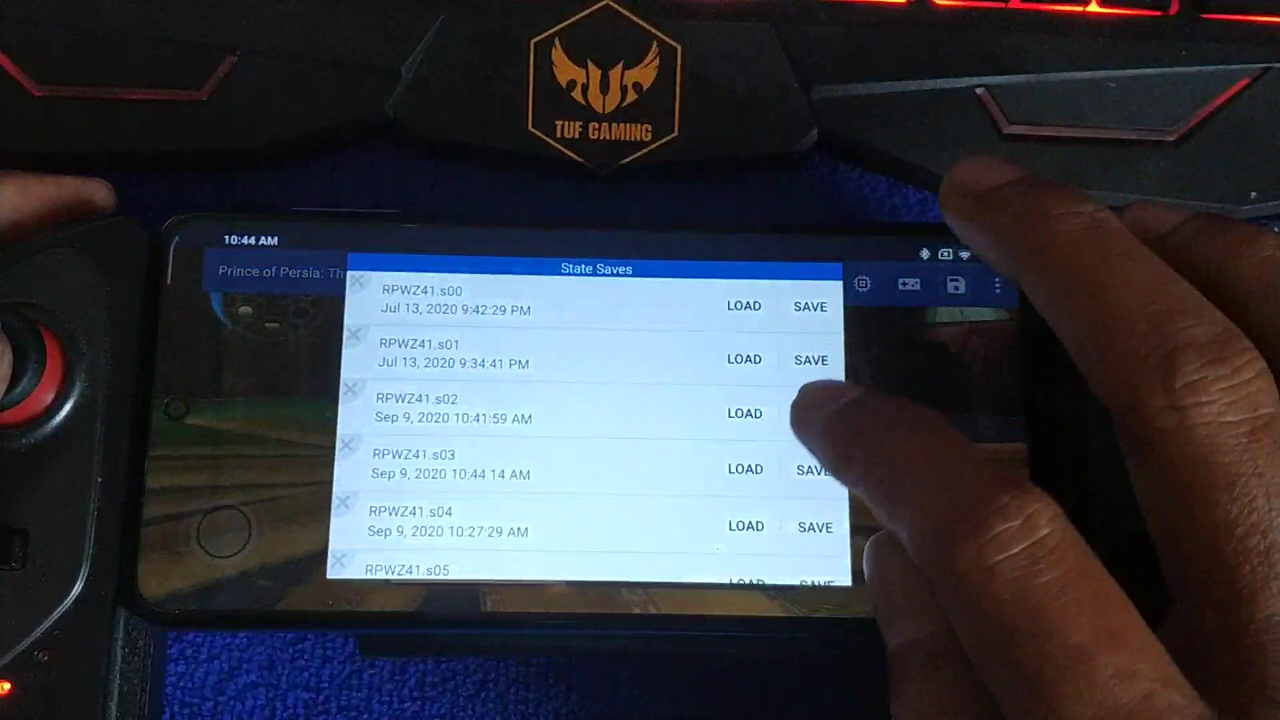 TUF GAMING
10:44 AM
Prince of Persia: Th
State Saves
RPWZ41.s00
Jul 13, 2020 9:42:29 PM
LOAD SAVE
RPWZ41.s01
Jul 13, 2020 9:34:41 PM
LOAD SAVE
RPWZ41.s02
Sep 9, 2020 10:41:59 AM
LOAD
RPWZ41.s03
Sep 9, 2020 10:44:14 AM
LOAD SAVE
RPWZ41.s04
Sep 9, 2020 10:27:29 AM
LOAD SAVE
RPWZ41.s05
LOAD SAVE